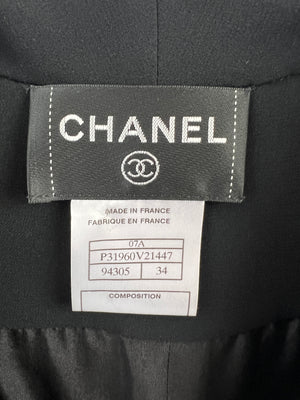 CHANEL
MADE IN FRANCE
FABRIQUE EN FRANCE
07A
P31960V21447
94305 34
COMPOSITION